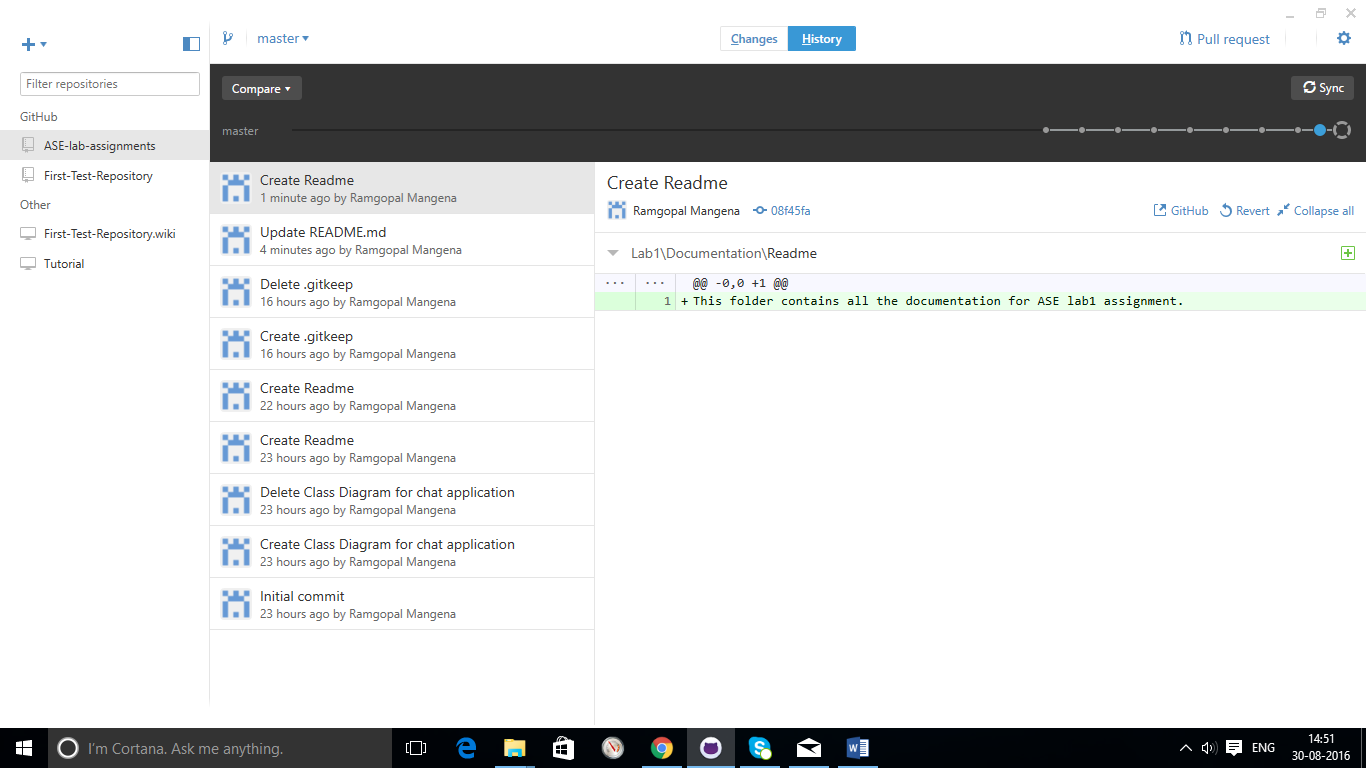 master
Changes
History
Pull request
Filter repositories
GitHub
ASE-lab-assignments
First-Test-Repository
Other
First-Test-Repository.wiki
Tutorial
Compare
Sync
master
Create Readme
1 minute ago by Ramgopal Mangena
Update README.md
4 minutes ago by Ramgopal Mangena
Delete .gitkeep
16 hours ago by Ramgopal Mangena
Create .gitkeep
16 hours ago by Ramgopal Mangena
Create Readme
22 hours ago by Ramgopal Mangena
Create Readme
23 hours ago by Ramgopal Mangena
Delete Class Diagram for chat application
23 hours ago by Ramgopal Mangena
Create Class Diagram for chat application
23 hours ago by Ramgopal Mangena
Initial commit
23 hours ago by Ramgopal Mangena
Create Readme
Ramgopal Mangena 08f45fa GitHub Revert Collapse all
Lab1\Documentation\Readme
... ... @@ -0,0 +1 @@
1 + This folder contains all the documentation for ASE lab1 assignment.
I'm Cortana. Ask me anything.
ENG
14:51
30-08-2016